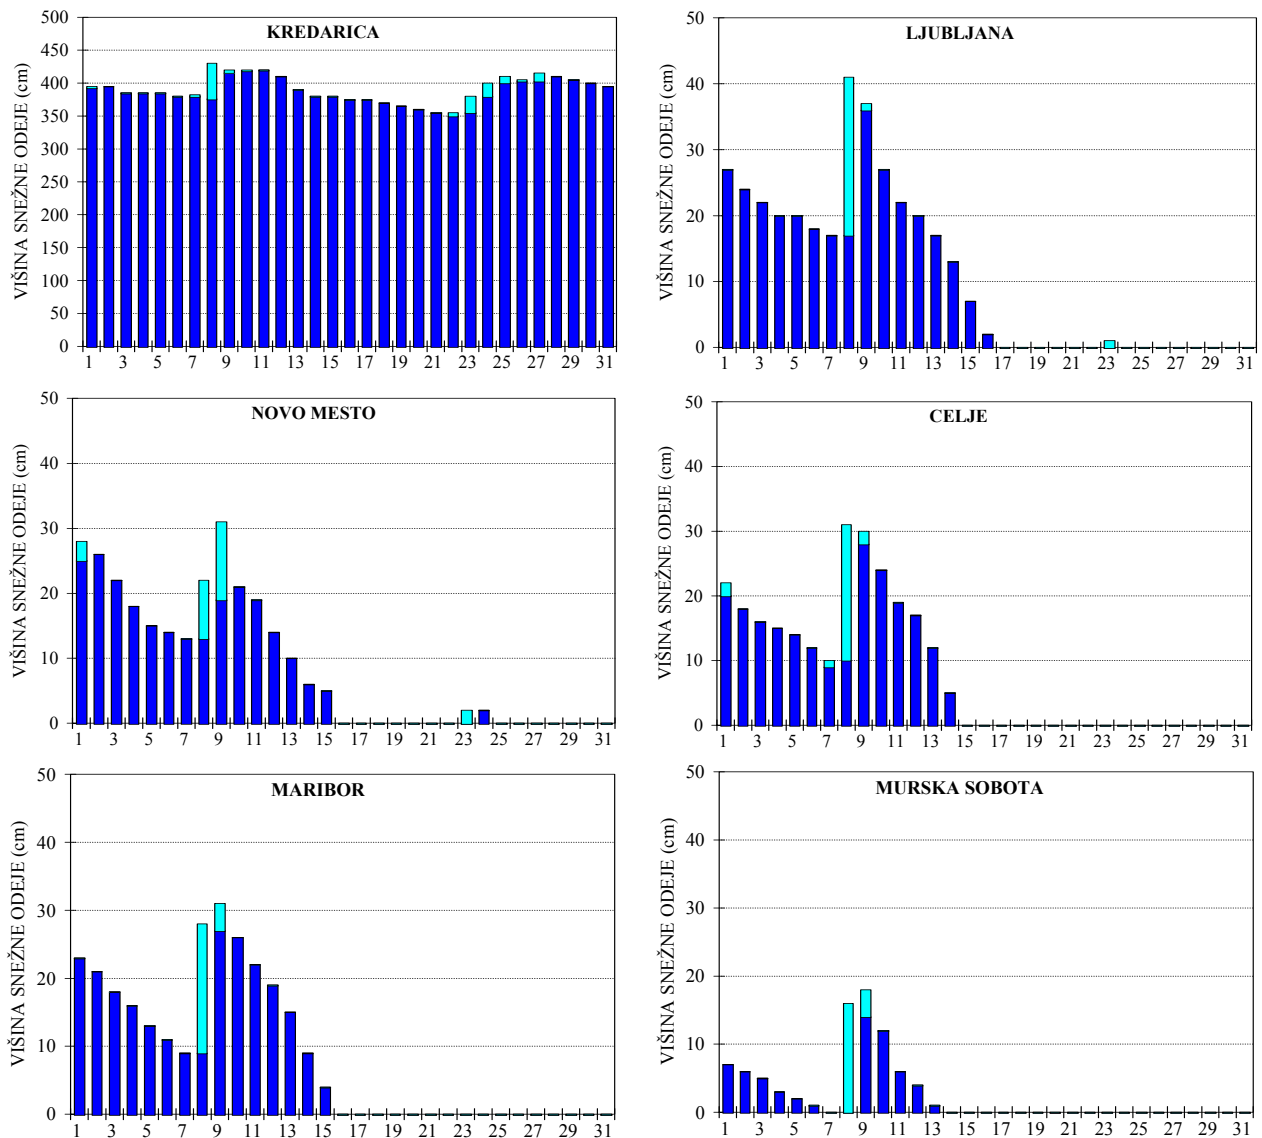 KREDARICA
VIŠINA SNEŽNE ODEJE (cm)
500
450
400
350
300
250
200
150
100
50
0
1 3 5 7 9 11 13 15 17 19 21 23 25 27 29 31
LJUBLJANA
VIŠINA SNEŽNE ODEJE (cm)
50
40
30
20
10
0
1 3 5 7 9 11 13 15 17 19 21 23 25 27 29 31
NOVO MESTO
VIŠINA SNEŽNE ODEJE (cm)
50
40
30
20
10
0
1 3 5 7 9 11 13 15 17 19 21 23 25 27 29 31
CELJE
VIŠINA SNEŽNE ODEJE (cm)
50
40
30
20
10
0
1 3 5 7 9 11 13 15 17 19 21 23 25 27 29 31
MARIBOR
VIŠINA SNEŽNE ODEJE (cm)
50
40
30
20
10
0
1 3 5 7 9 11 13 15 17 19 21 23 25 27 29 31
MURSKA SOBOTA
VIŠINA SNEŽNE ODEJE (cm)
50
40
30
20
10
0
1 3 5 7 9 11 13 15 17 19 21 23 25 27 29 31